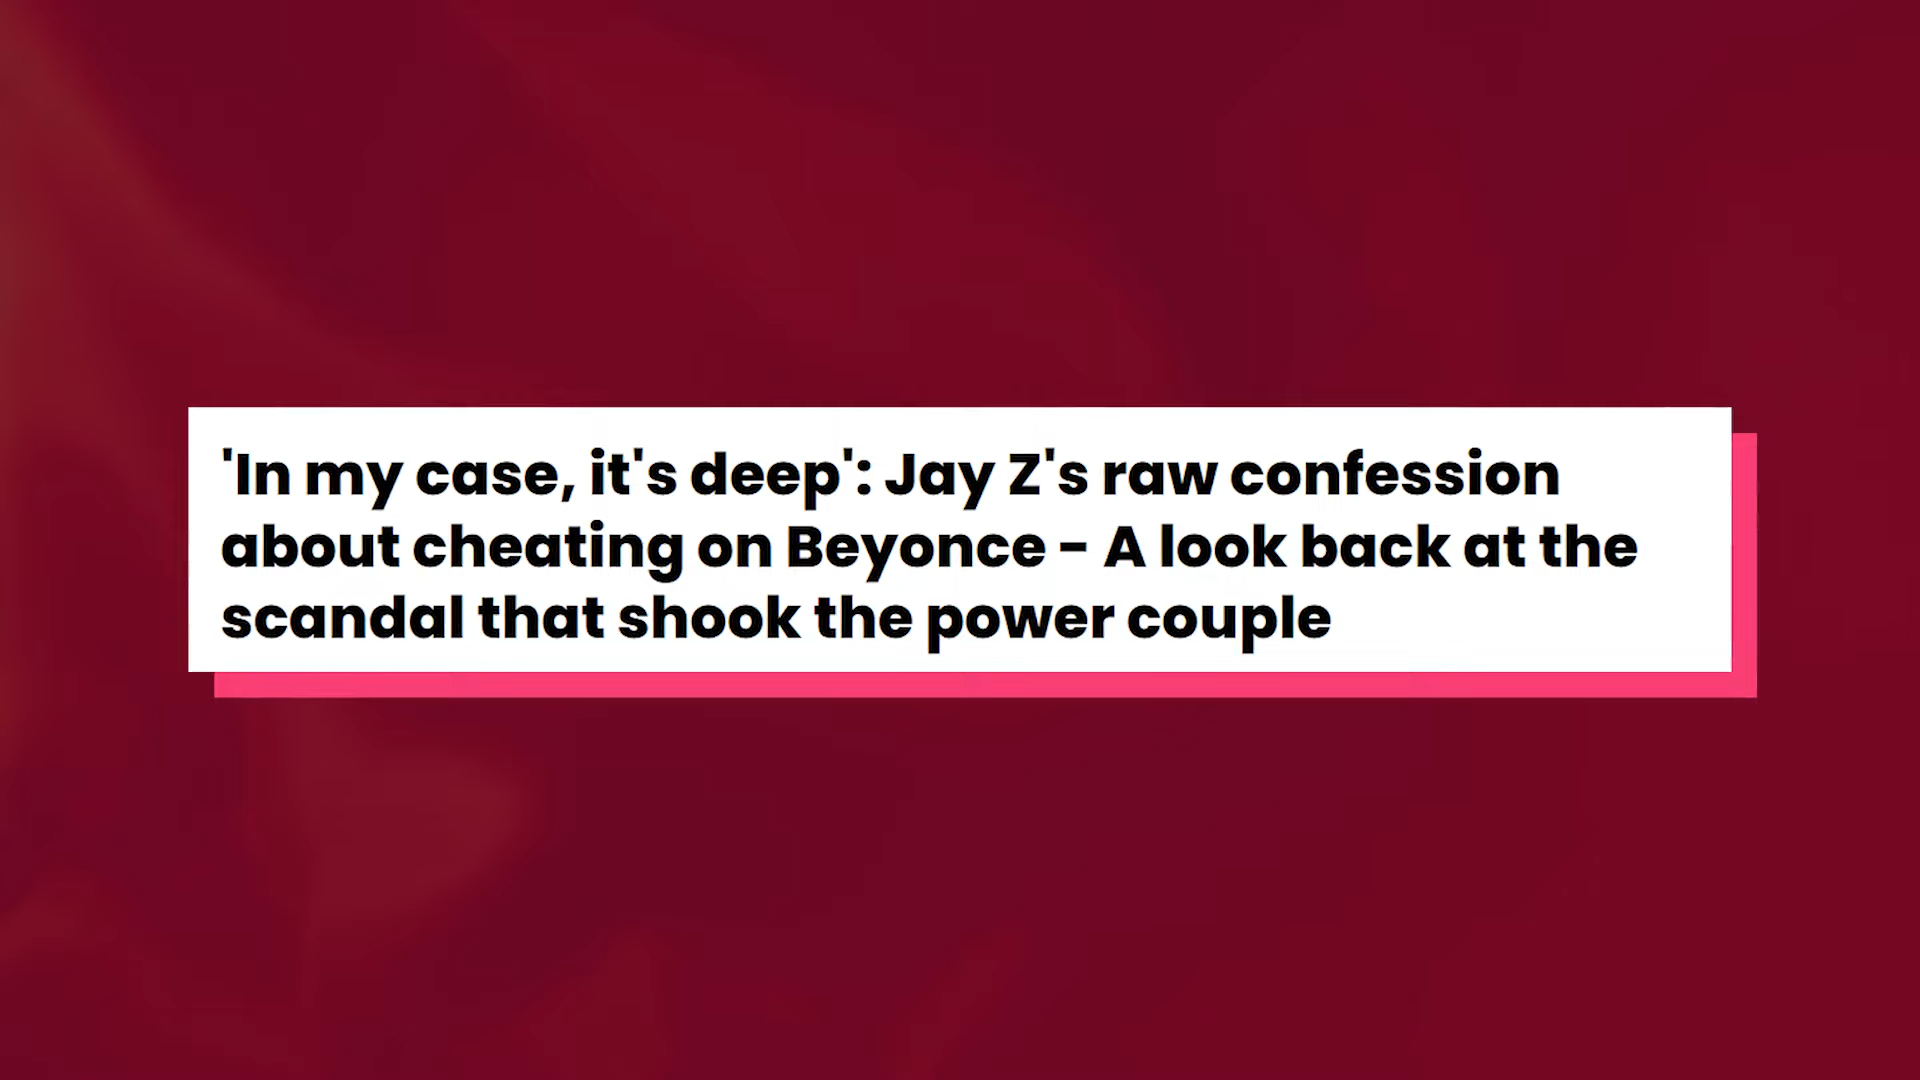 'In my case, it's deep': Jay Z's raw confession
about cheating on Beyonce - A look back at the
scandal that shook the power couple